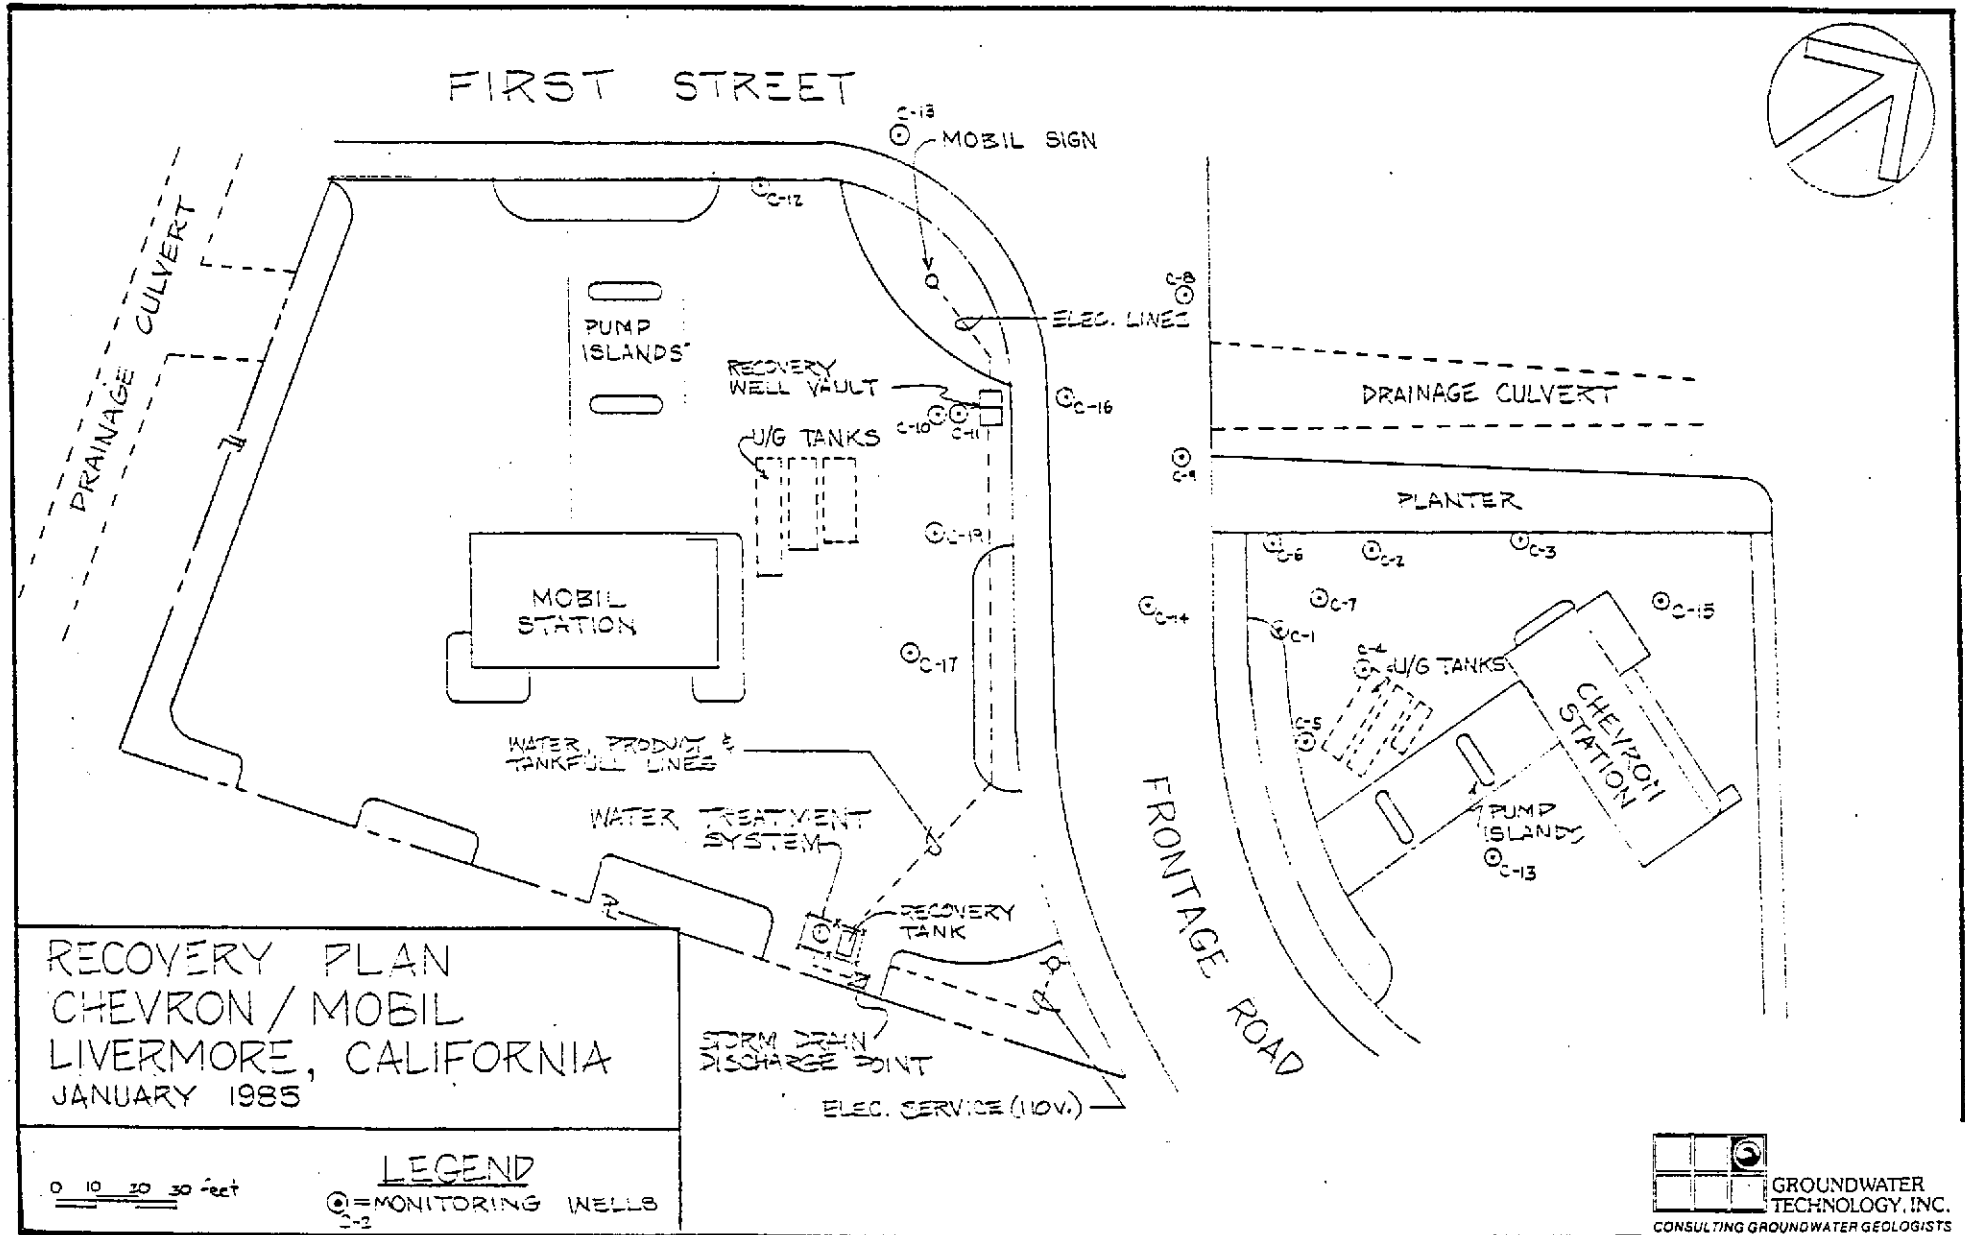 FIRST STREET
C-13
MOBIL SIGN
C-12
DRAINAGE CULVERT
C-8
ELEC. LINES
PUMP
ISLANDS
RECOVERY
WELL VAULT
C-16
DRAINAGE CULVERT
C-10
C-11
U/G TANKS
C-9
PLANTER
C-19
C-6
C-2
C-3
MOBIL
STATION
C-14
C-7
C-15
C-1
C-17
C-4
U/G TANKS
CHEVRON
STATION
C-5
WATER, PRODUCT &
TANKFULL LINES
WATER TREATMENT
SYSTEM
FRONTAGE ROAD
PUMP
ISLANDS
C-13
RECOVERY
TANK
STORM DRAIN
DISCHARGE POINT
ELEC. SERVICE (110V.)
RECOVERY PLAN
CHEVRON / MOBIL
LIVERMORE, CALIFORNIA
JANUARY 1985
LEGEND
0 10 20 30 feet
=MONITORING WELLS
C-2
GROUNDWATER
TECHNOLOGY, INC.
CONSULTING GROUNDWATER GEOLOGISTS